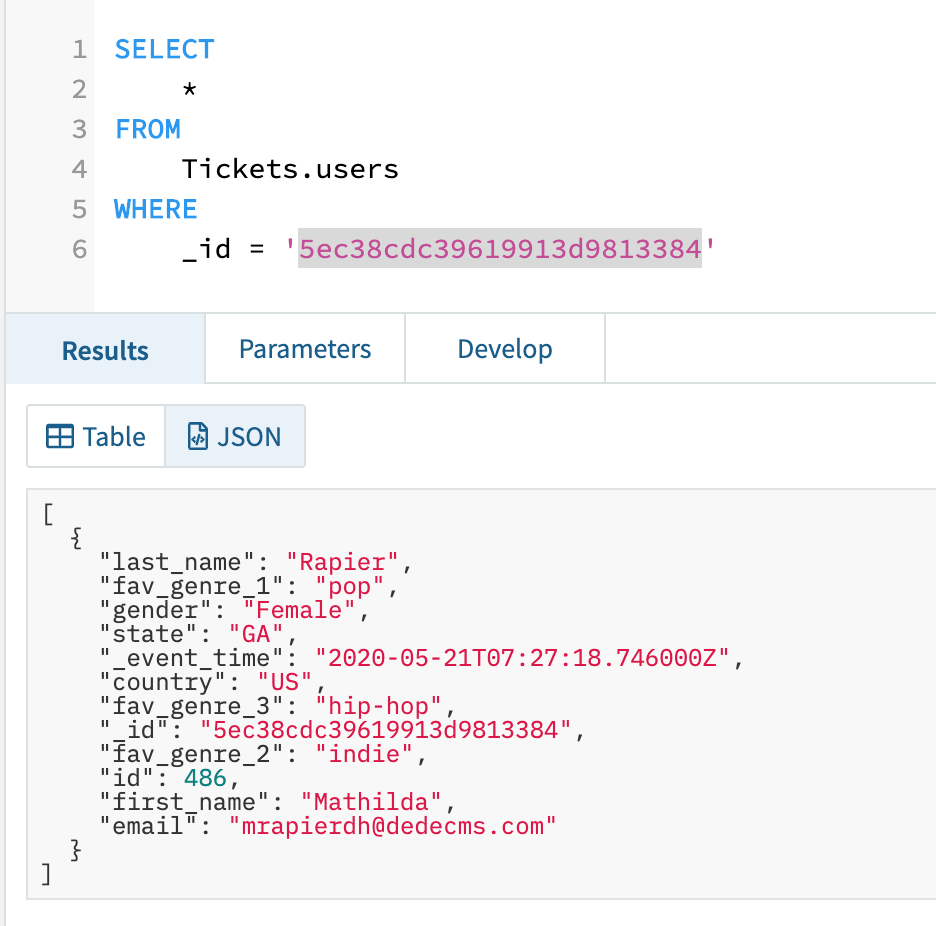 1 SELECT
2     *
3 FROM
4     Tickets.users
5 WHERE
6     _id = '5ec38cdc39619913d9813384'
Results Parameters Develop
Table JSON
[
  {
    "last_name": "Rapier",
    "fav_genre_1": "pop",
    "gender": "Female",
    "state": "GA",
    "_event_time": "2020-05-21T07:27:18.746000Z",
    "country": "US",
    "fav_genre_3": "hip-hop",
    "_id": "5ec38cdc39619913d9813384",
    "fav_genre_2": "indie",
    "id": 486,
    "first_name": "Mathilda",
    "email": "mrapierdh@dedecms.com"
  }
]